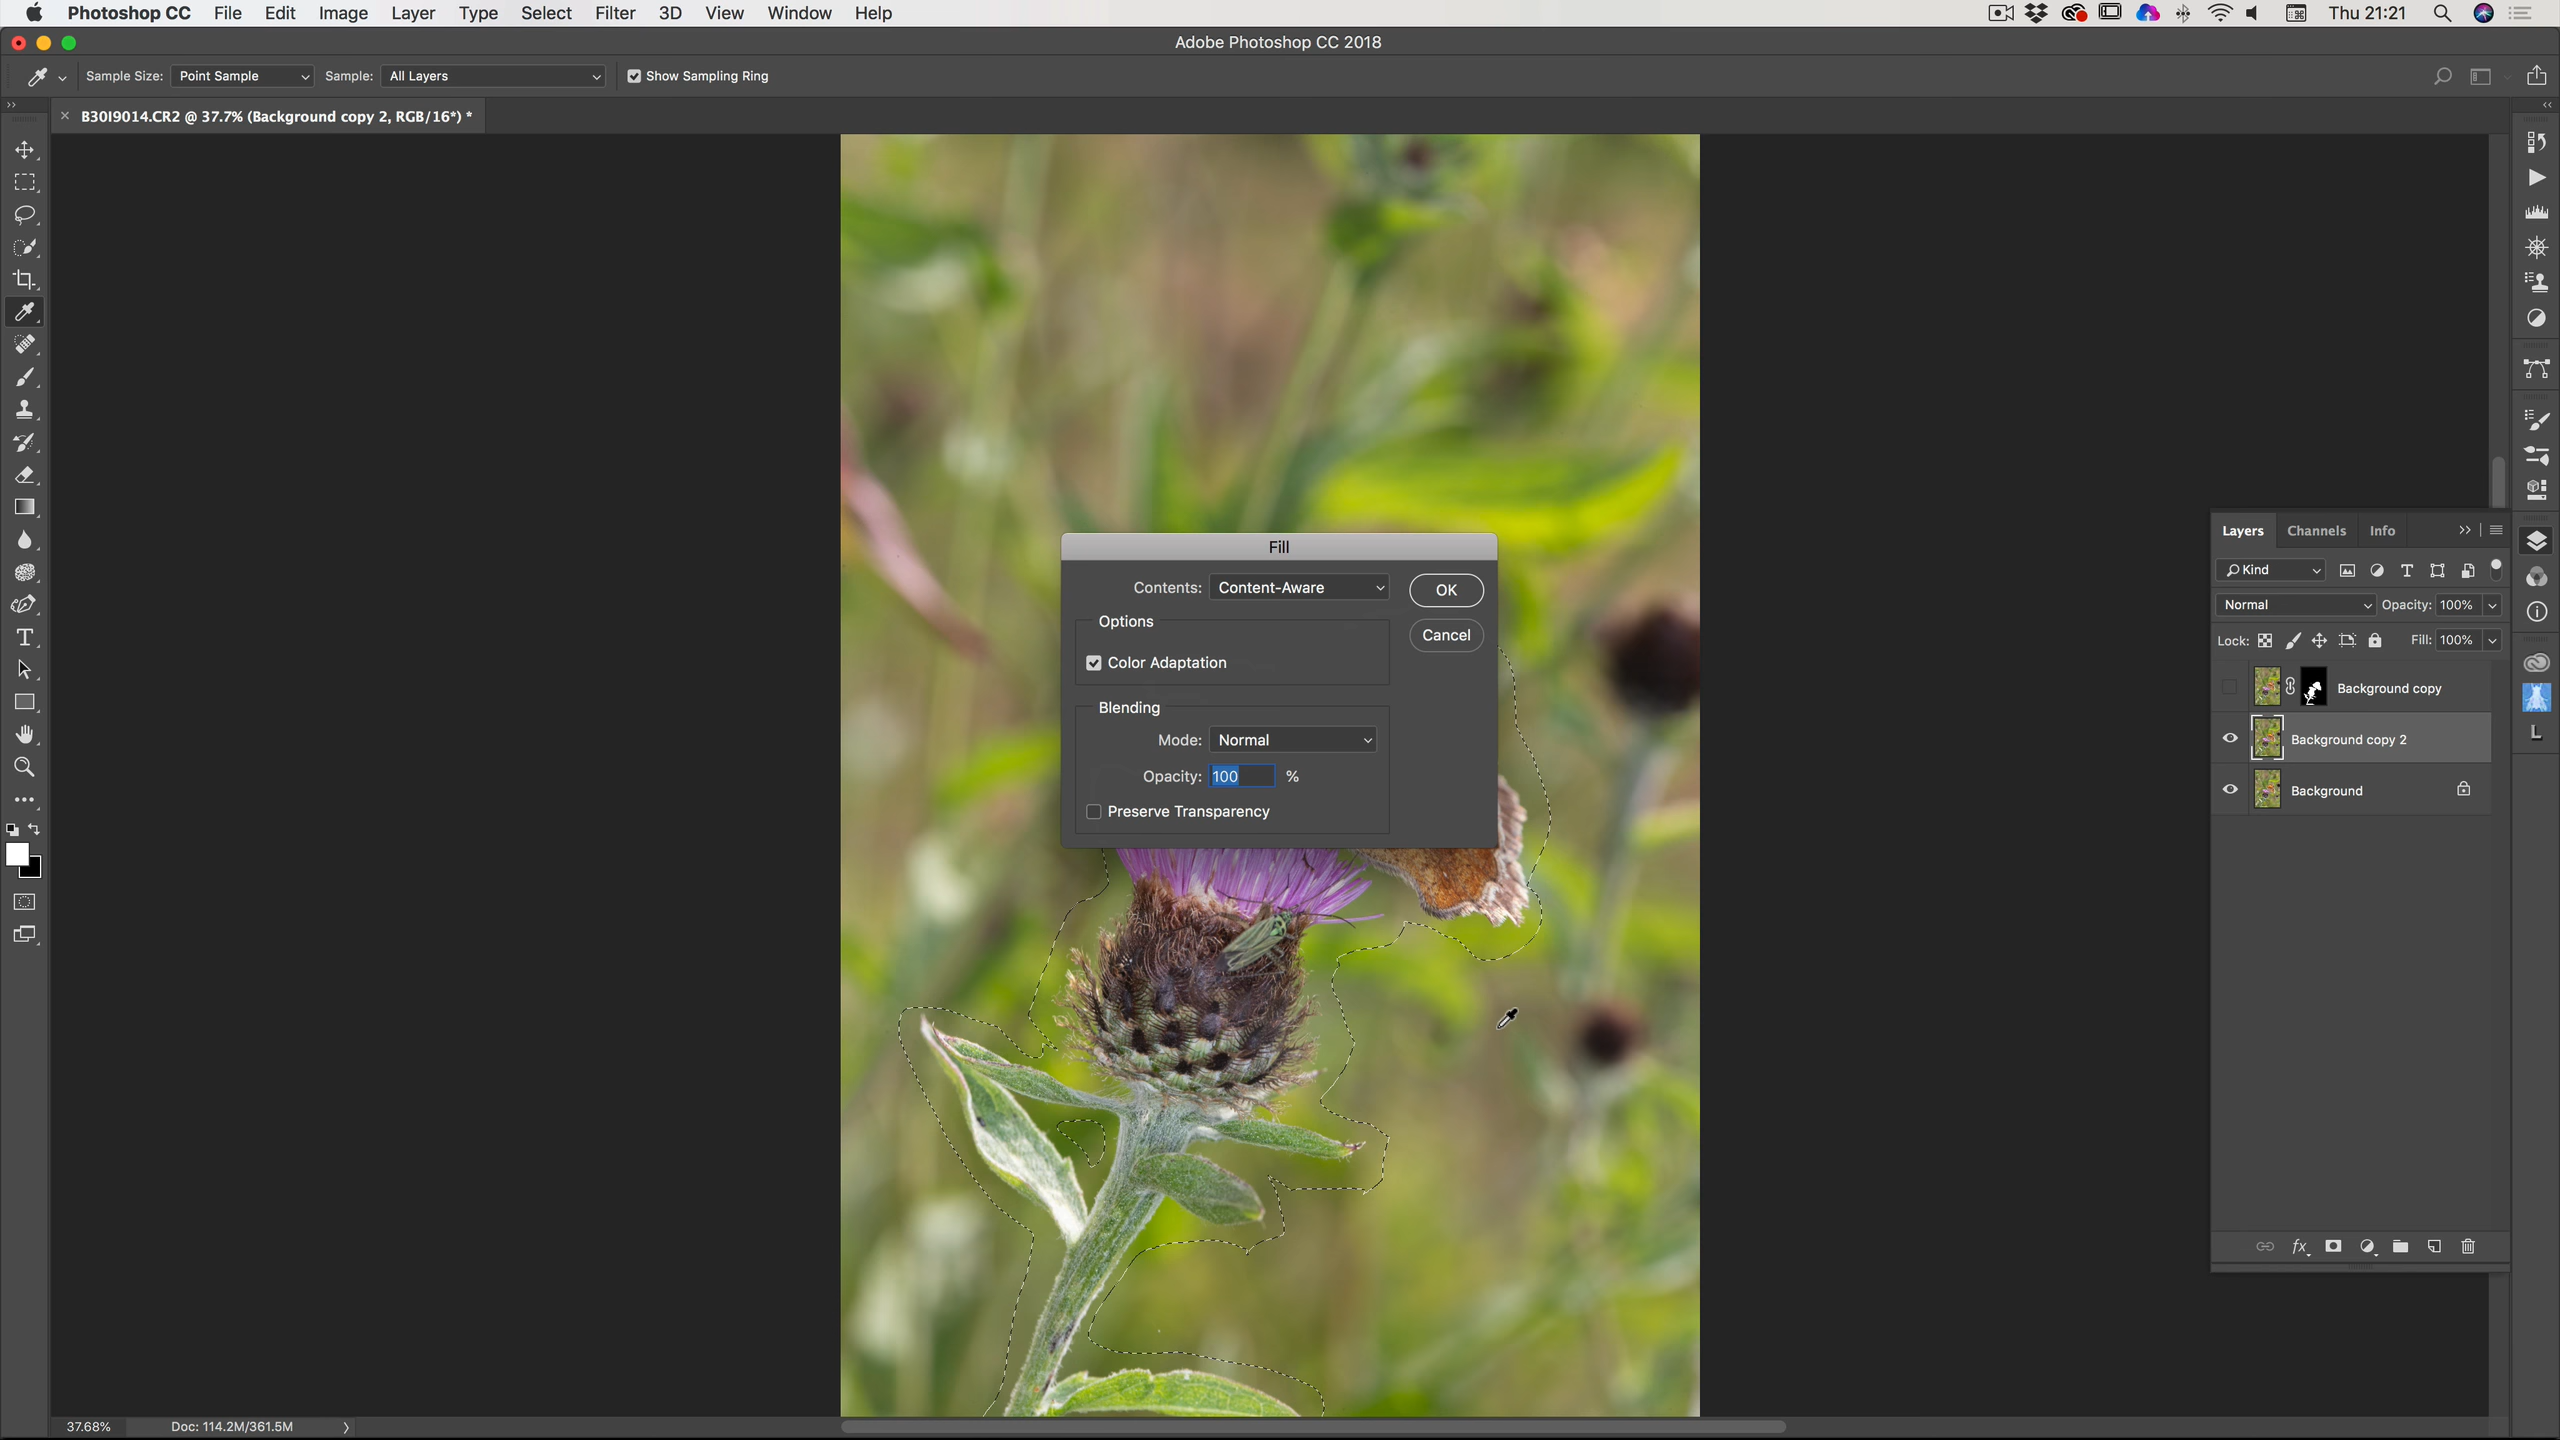 Photoshop CC File Edit Image Layer Type Select Filter 3D View Window Help Thu 21:21
Adobe Photoshop CC 2018
Sample Size: Point Sample Sample: All Layers Show Sampling Ring
B30I9014.CR2 @ 37.7% (Background copy 2, RGB/16*) *
Fill
Contents: Content-Aware OK
Options
Cancel
Color Adaptation
Blending
Mode: Normal
Opacity: 100 %
Preserve Transparency
Layers Channels Info
Kind
Normal Opacity: 100%
Lock: Fill: 100%
Background copy
Background copy 2
Background
37.68% Doc: 114.2M/361.5M